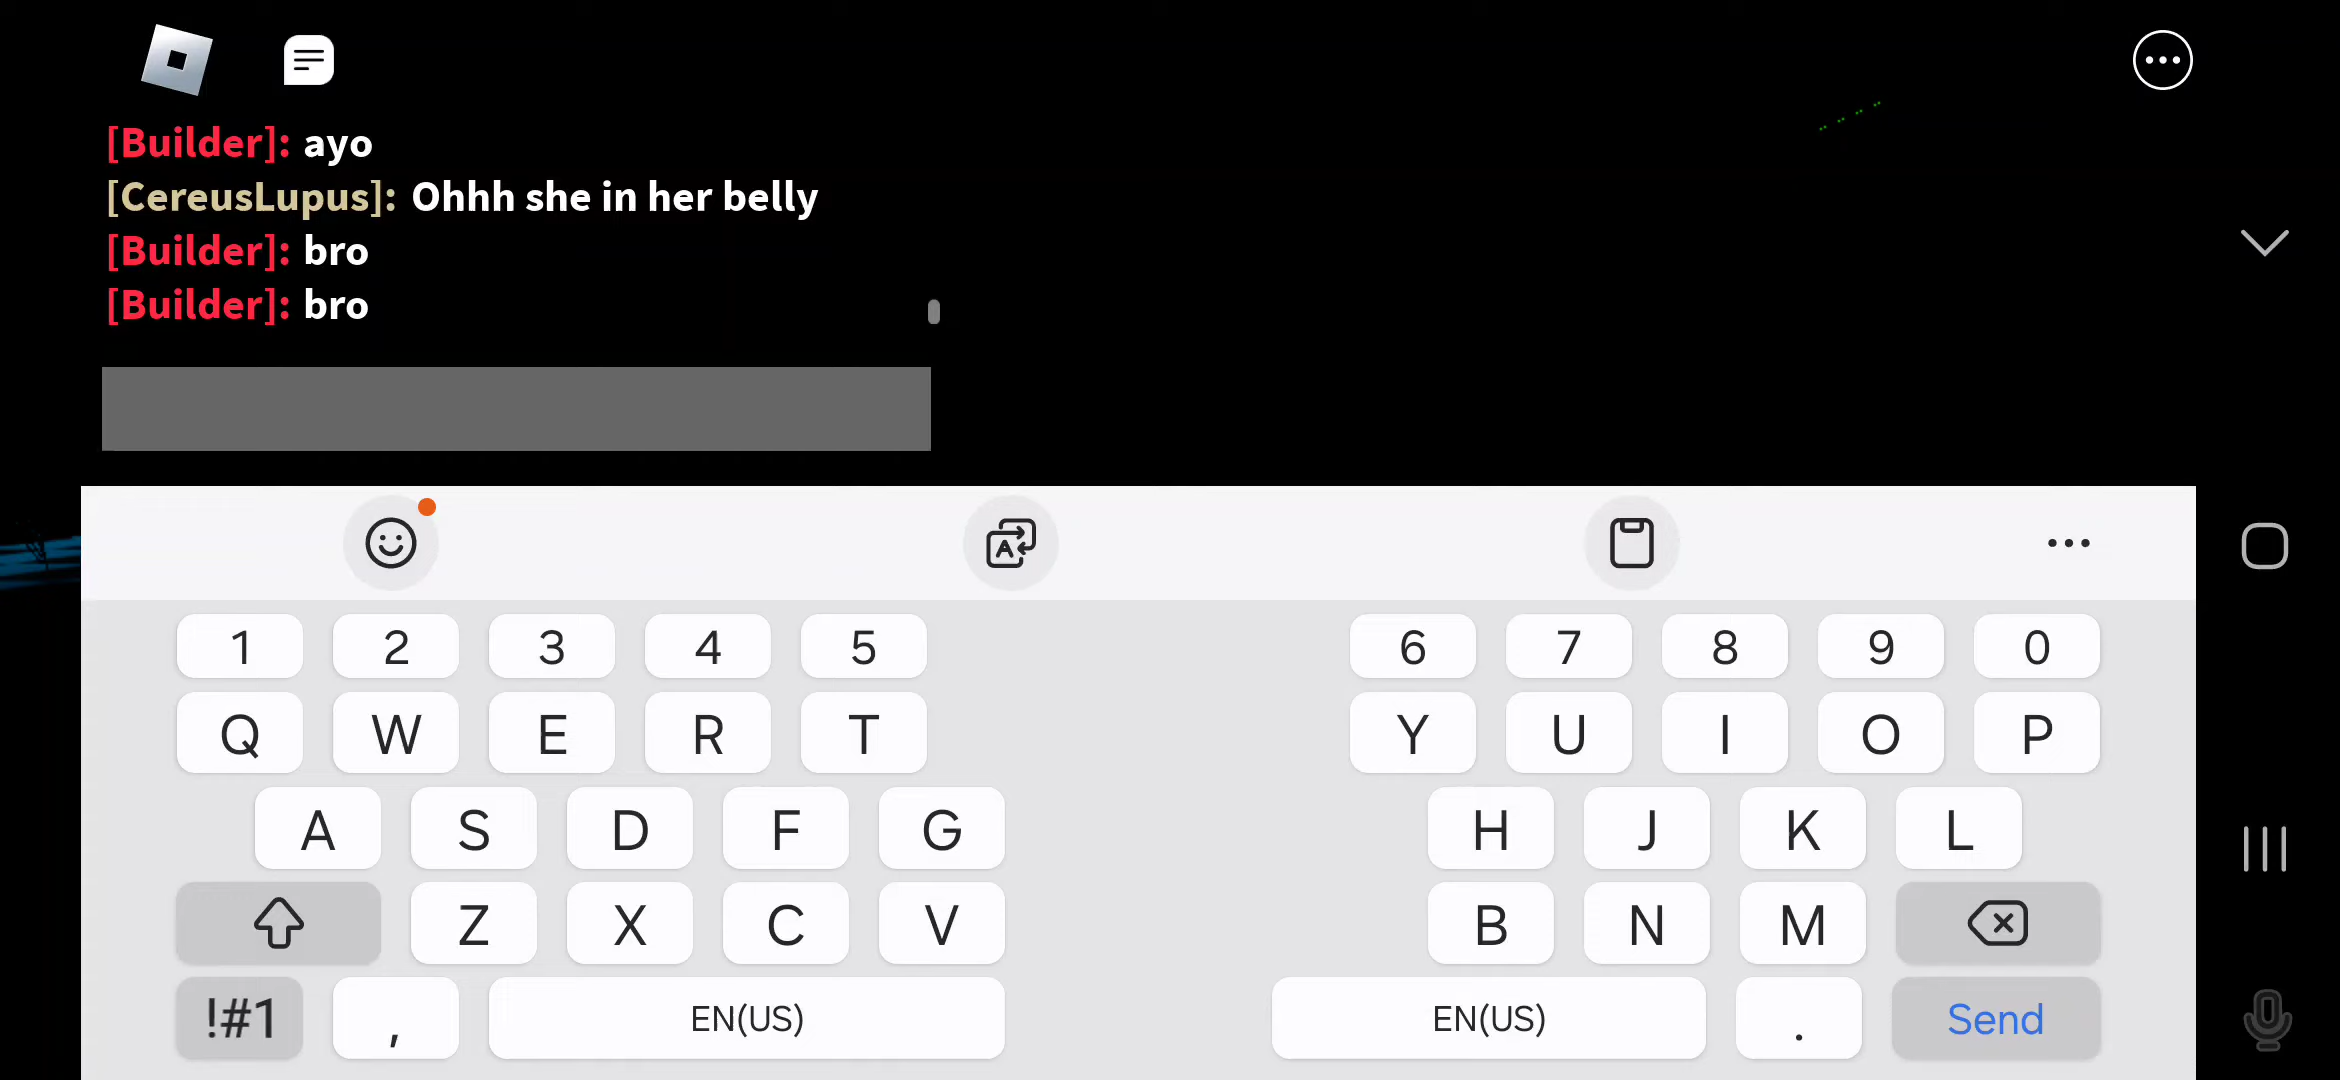 [Builder]: ayo
[CereusLupus]: Ohhh she in her belly
[Builder]: bro
[Builder]: bro
1 2 3 4 5 6 7 8 9 0
Q W E R T Y U I O P
A S D F G H J K L
Z X C V B N M
!#1 , EN(US) EN(US) . Send